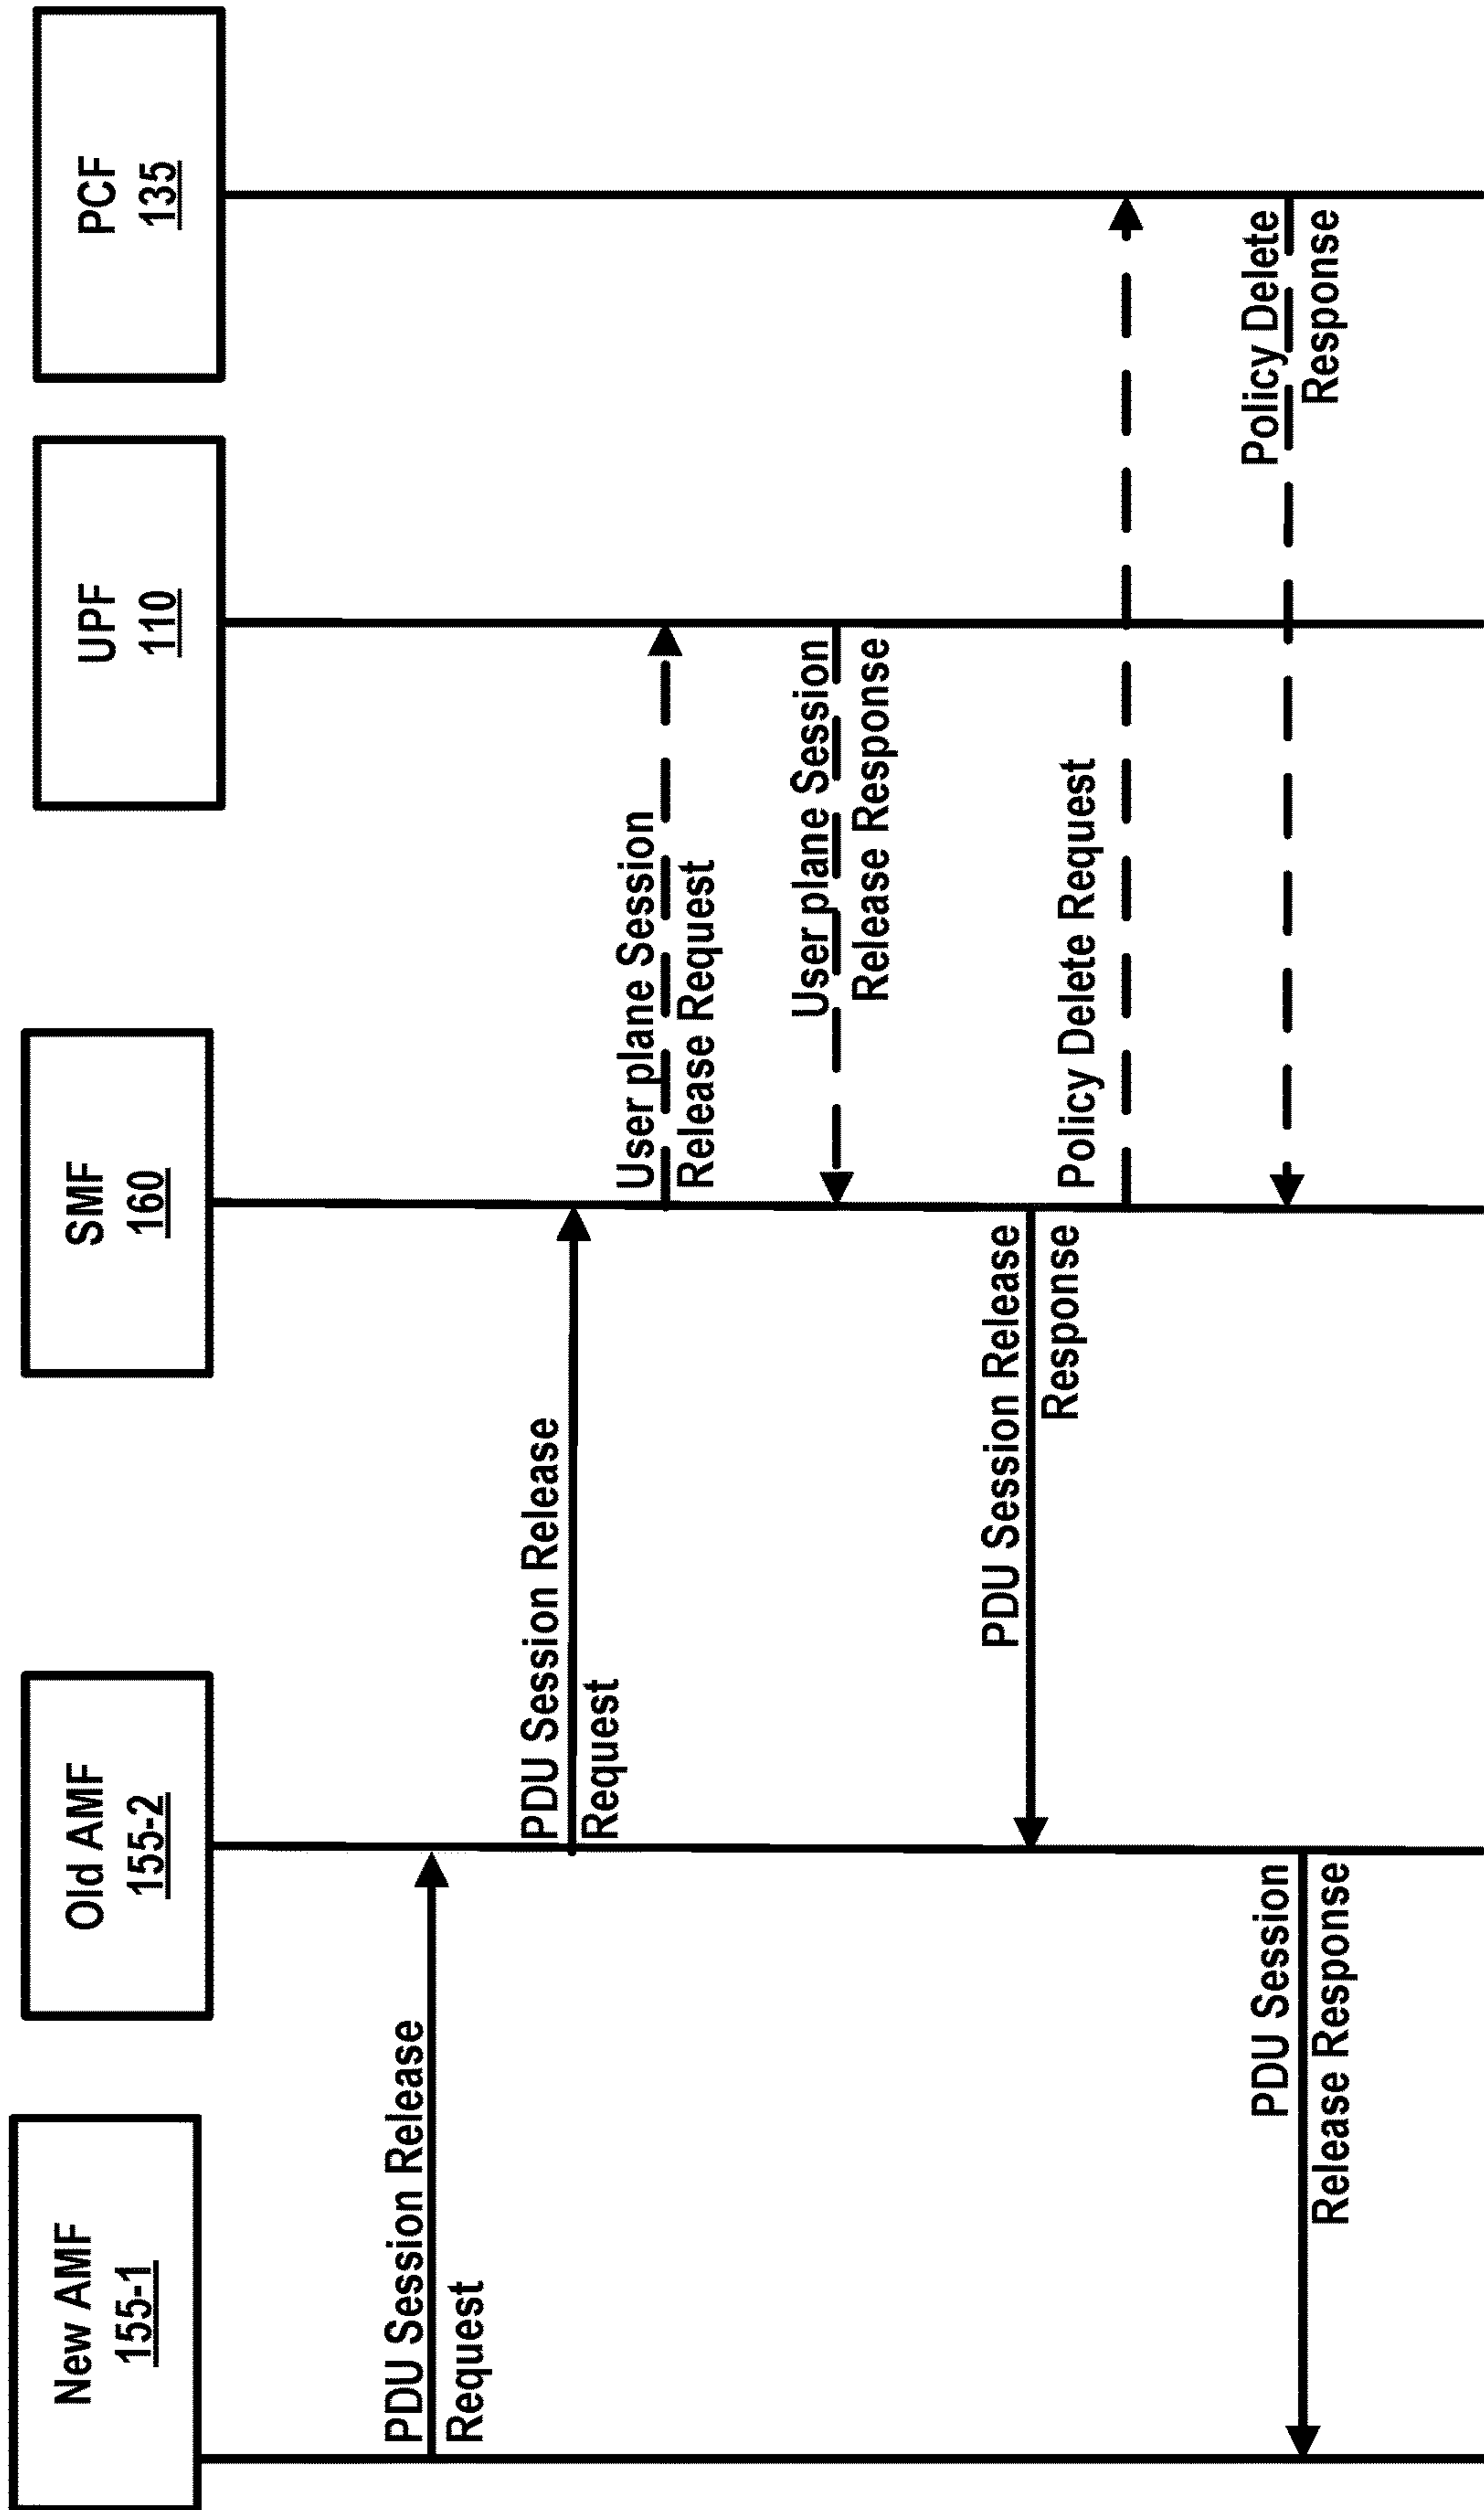 New AMF
155-1
Old AMF
155-2
SMF
160
UPF
110
PCF
135
PDU Session Release
Request
PDU Session Release
Request
User plane Session
Release Request
User plane Session
Release Response
PDU Session Release
Response
Policy Delete Request
Policy Delete
Response
PDU Session
Release Response